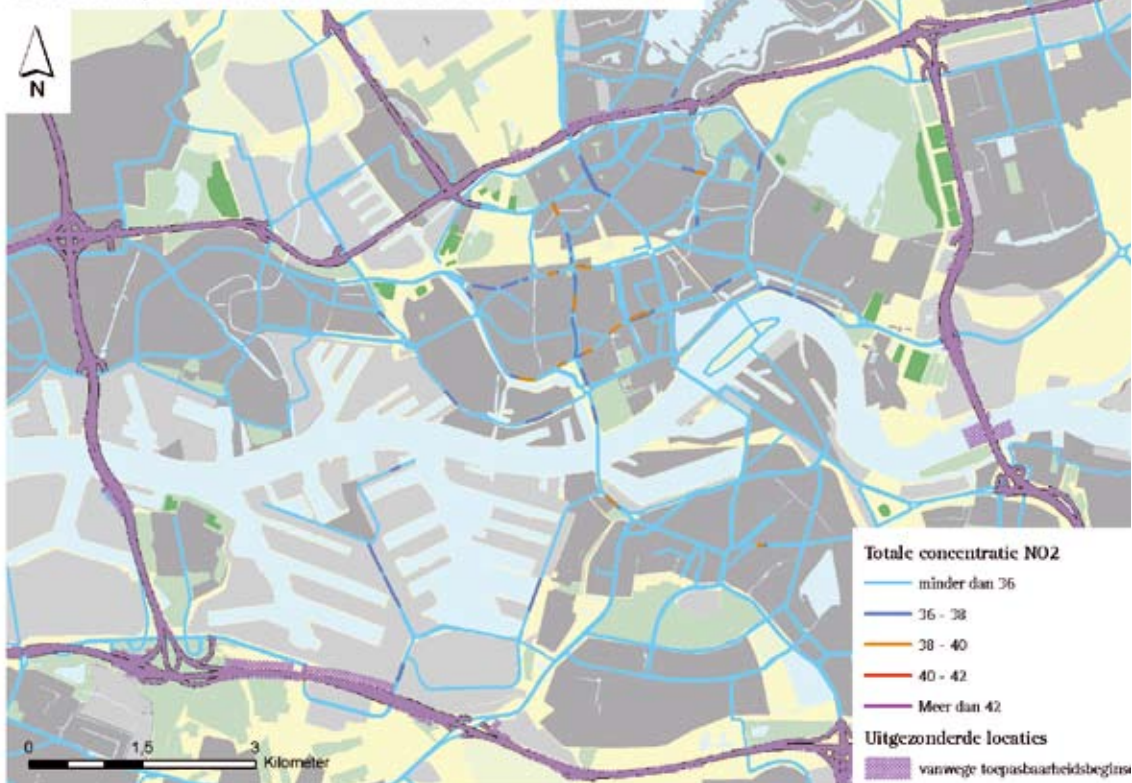 N
Totale concentratie NO2
minder dan 36
36 - 38
38 - 40
40 - 42
Meer dan 42
Uitgezonderde locaties
vanwege toepasbaarheidsbeginse
0 1,5 3
Kilometer